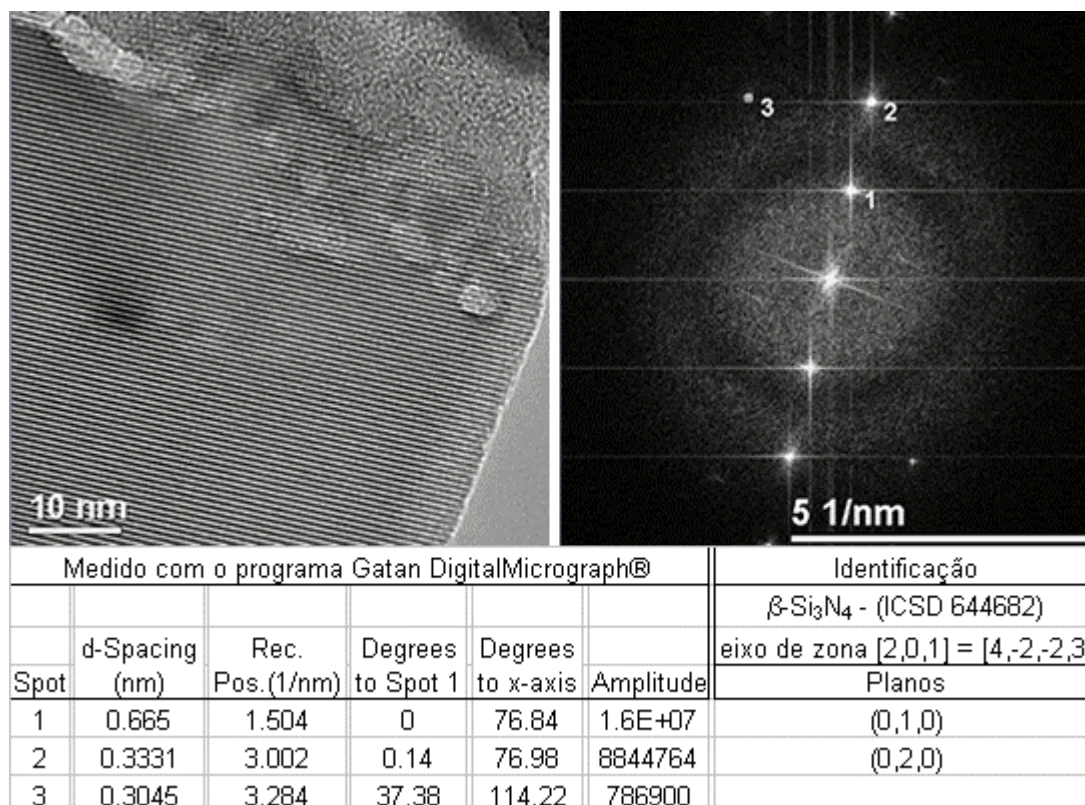 10 nm
3
2
1
5 1/nm
Medido com o programa Gatan DigitalMicrograph®
Identificação
β-Si₃N₄ - (ICSD 644682)
eixo de zona [2,0,1] = [4,-2,-2,3
Spot d-Spacing (nm) Rec. Pos.(1/nm) Degrees to Spot 1 Degrees to x-axis Amplitude Planos
1 0.665 1.504 0 76.84 1.6E+07 (0,1,0)
2 0.3331 3.002 0.14 76.98 8844764 (0,2,0)
3 0.3045 3.284 37.38 114.22 786900